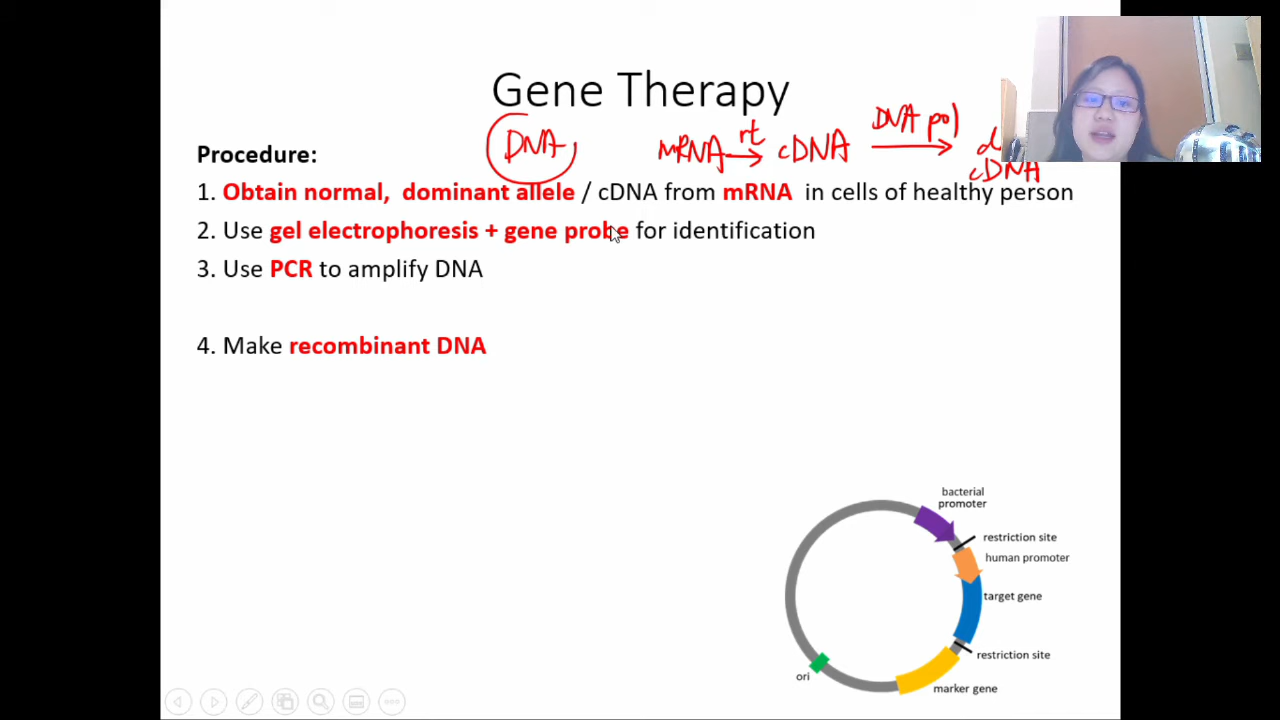 Gene Therapy
DNA
mRNA rt cDNA DNA pol
cDNA
Procedure:
1. Obtain normal, dominant allele / cDNA from mRNA in cells of healthy person
2. Use gel electrophoresis + gene probe for identification
3. Use PCR to amplify DNA
4. Make recombinant DNA
bacterial
promoter
restriction site
human promoter
target gene
restriction site
marker gene
ori